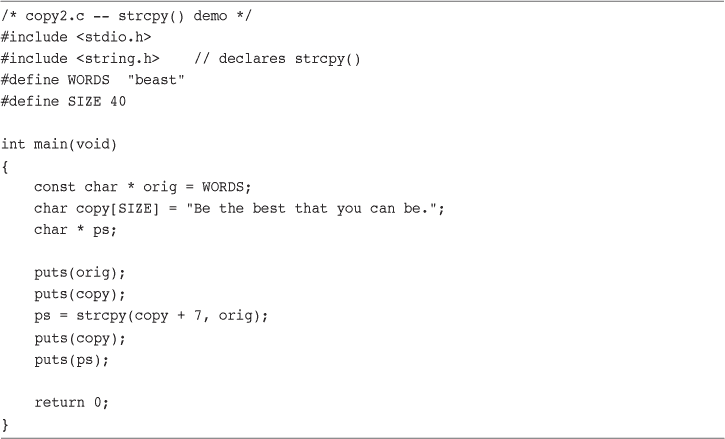 /* copy2.c -- strcpy() demo */
#include <stdio.h>
#include <string.h>    // declares strcpy()
#define WORDS  "beast"
#define SIZE 40

int main(void)
{
    const char * orig = WORDS;
    char copy[SIZE] = "Be the best that you can be.";
    char * ps;

    puts(orig);
    puts(copy);
    ps = strcpy(copy + 7, orig);
    puts(copy);
    puts(ps);

    return 0;
}